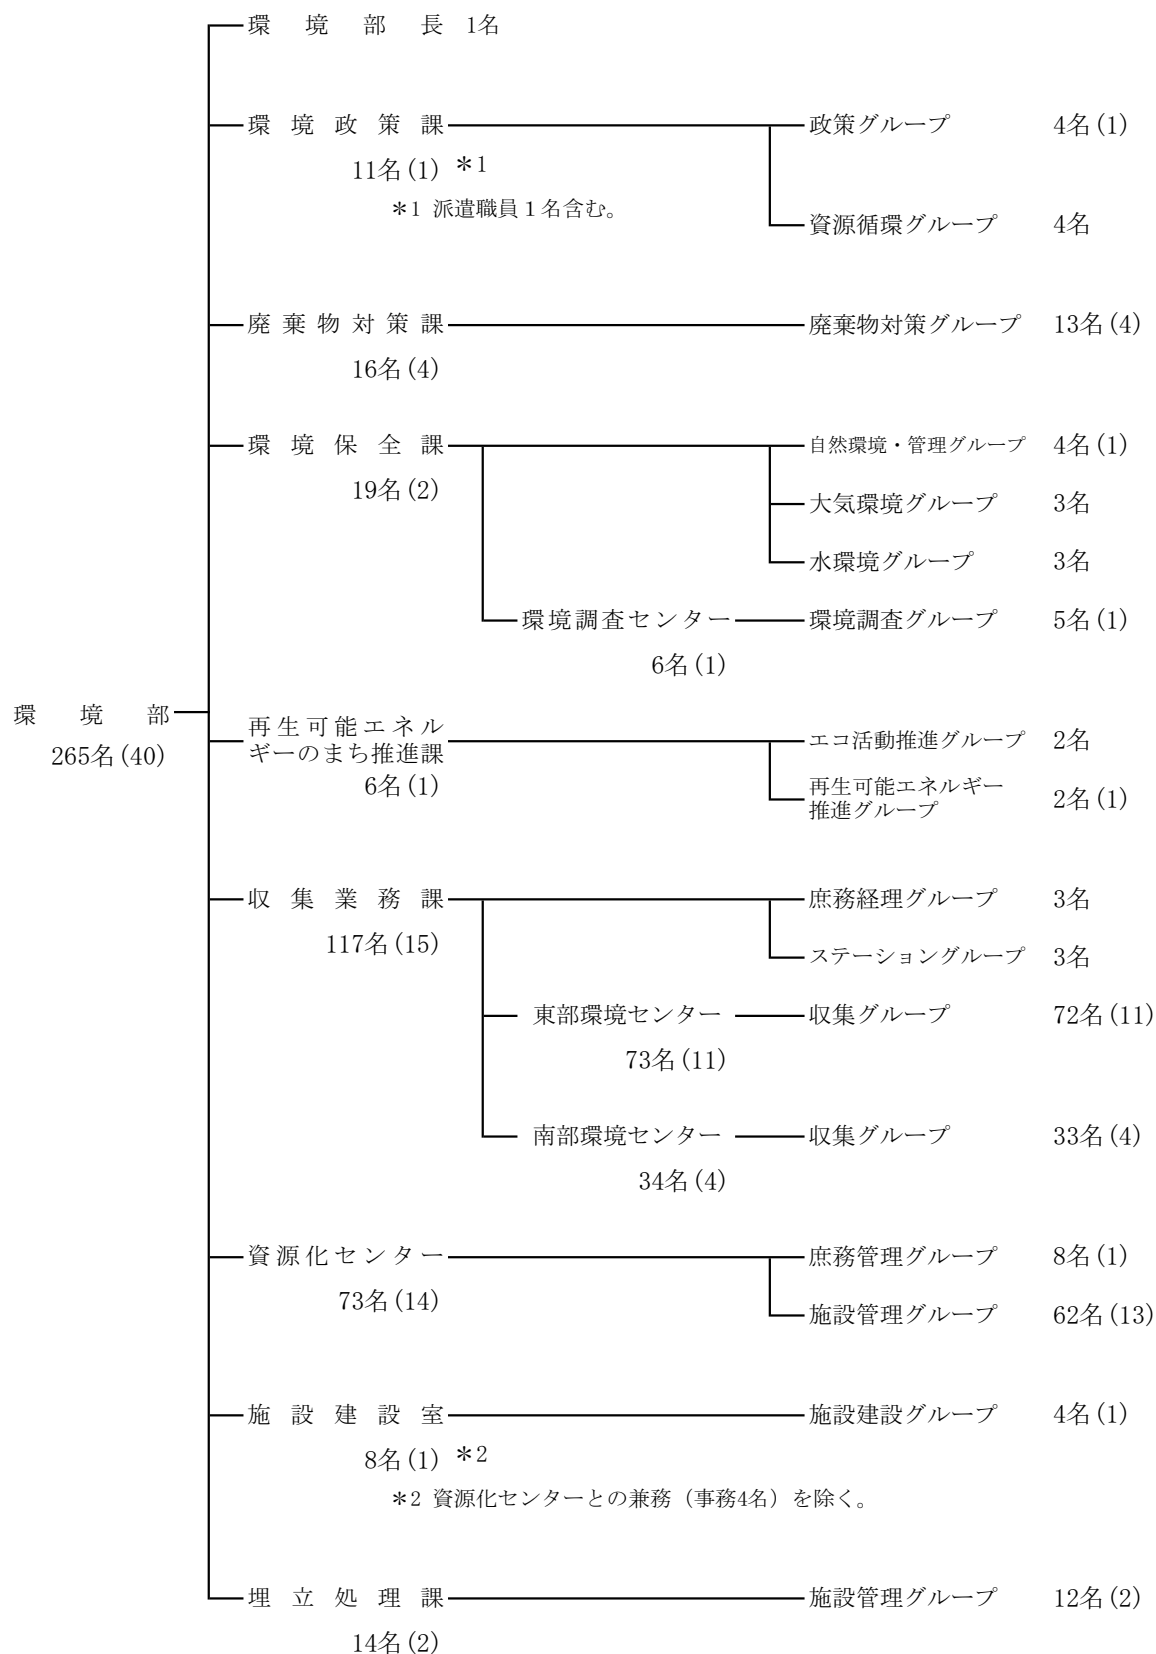 環境部長 1名
環境政策課 政策グループ 4名(1)
11名(1) *1
*1 派遣職員１名含む。
資源循環グループ 4名
廃棄物対策課 廃棄物対策グループ 13名(4)
16名(4)
環境保全課 自然環境・管理グループ 4名(1)
19名(2)
大気環境グループ 3名
水環境グループ 3名
環境調査センター 環境調査グループ 5名(1)
6名(1)
環境部
265名(40)
再生可能エネル
ギーのまち推進課
6名(1)
エコ活動推進グループ 2名
再生可能エネルギー
推進グループ
2名(1)
収集業務課 庶務経理グループ 3名
117名(15)
ステーショングループ 3名
東部環境センター 収集グループ 72名(11)
73名(11)
南部環境センター 収集グループ 33名(4)
34名(4)
資源化センター 庶務管理グループ 8名(1)
73名(14)
施設管理グループ 62名(13)
施設建設室 施設建設グループ 4名(1)
8名(1) *2
*2 資源化センターとの兼務（事務4名）を除く。
埋立処理課 施設管理グループ 12名(2)
14名(2)